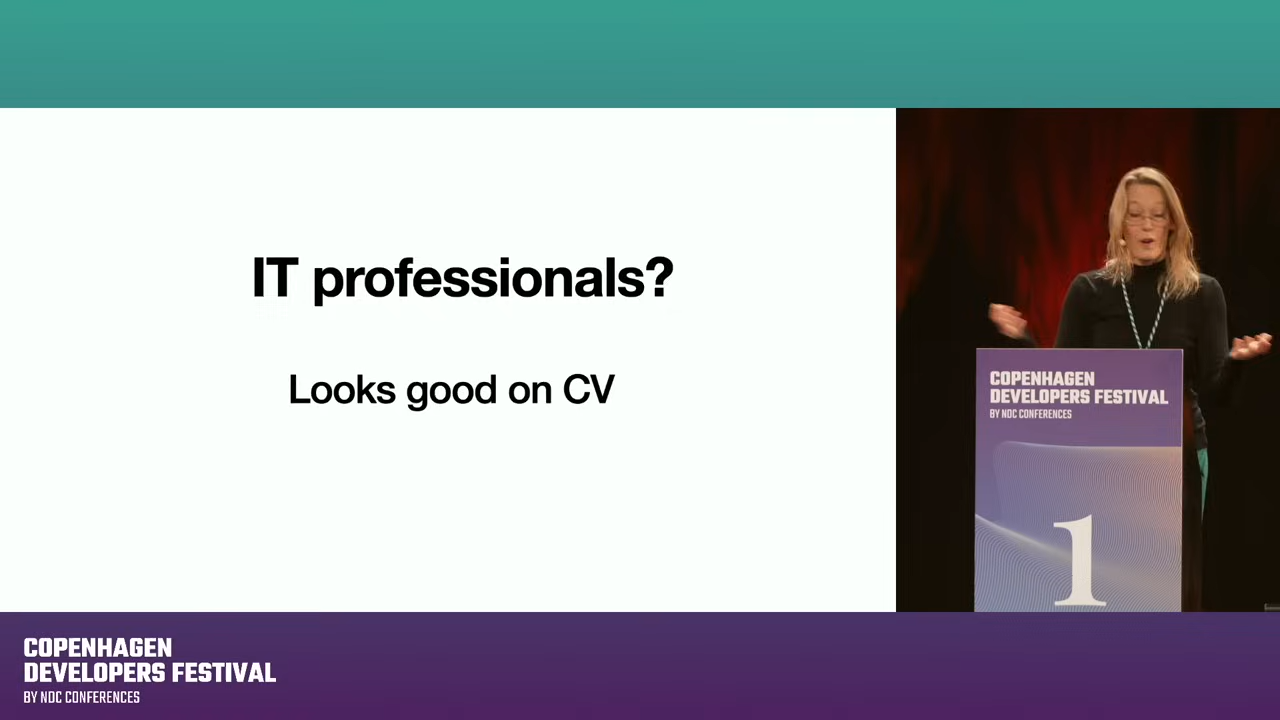 IT professionals?
Looks good on CV
COPENHAGEN
DEVELOPERS FESTIVAL
BY NDC CONFERENCES
1
COPENHAGEN
DEVELOPERS FESTIVAL
BY NDC CONFERENCES